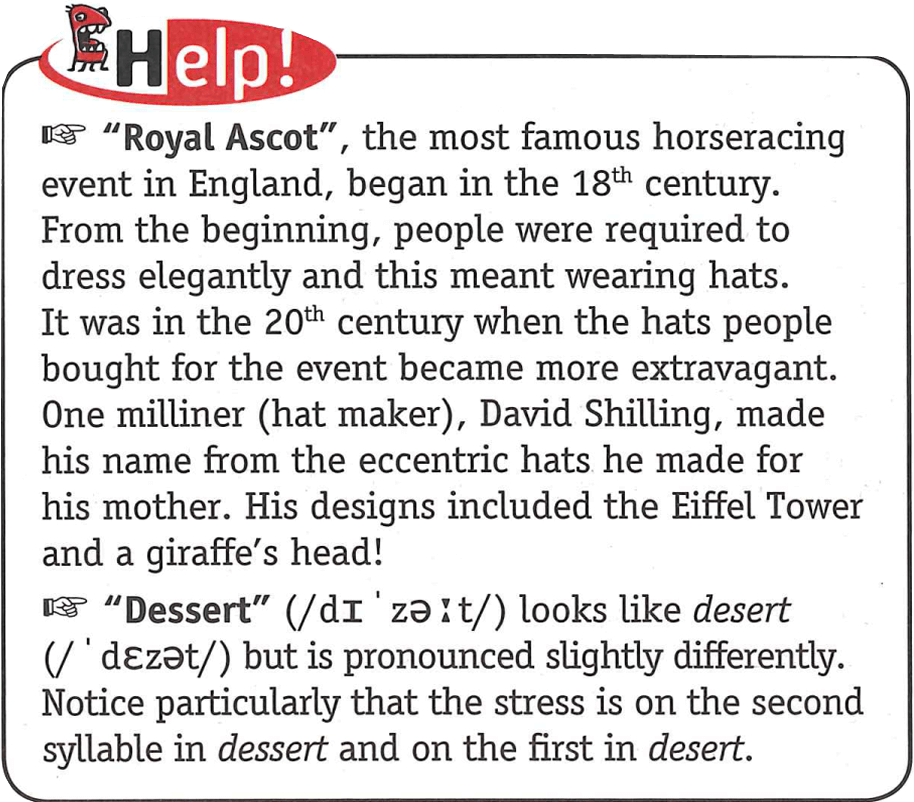 Help!
☞ “Royal Ascot”, the most famous horseracing
event in England, began in the 18th century.
From the beginning, people were required to
dress elegantly and this meant wearing hats.
It was in the 20th century when the hats people
bought for the event became more extravagant.
One milliner (hat maker), David Shilling, made
his name from the eccentric hats he made for
his mother. His designs included the Eiffel Tower
and a giraffe’s head!
☞ “Dessert” (/dɪˈzəːt/) looks like desert
(/ˈdɛzət/) but is pronounced slightly differently.
Notice particularly that the stress is on the second
syllable in dessert and on the first in desert.